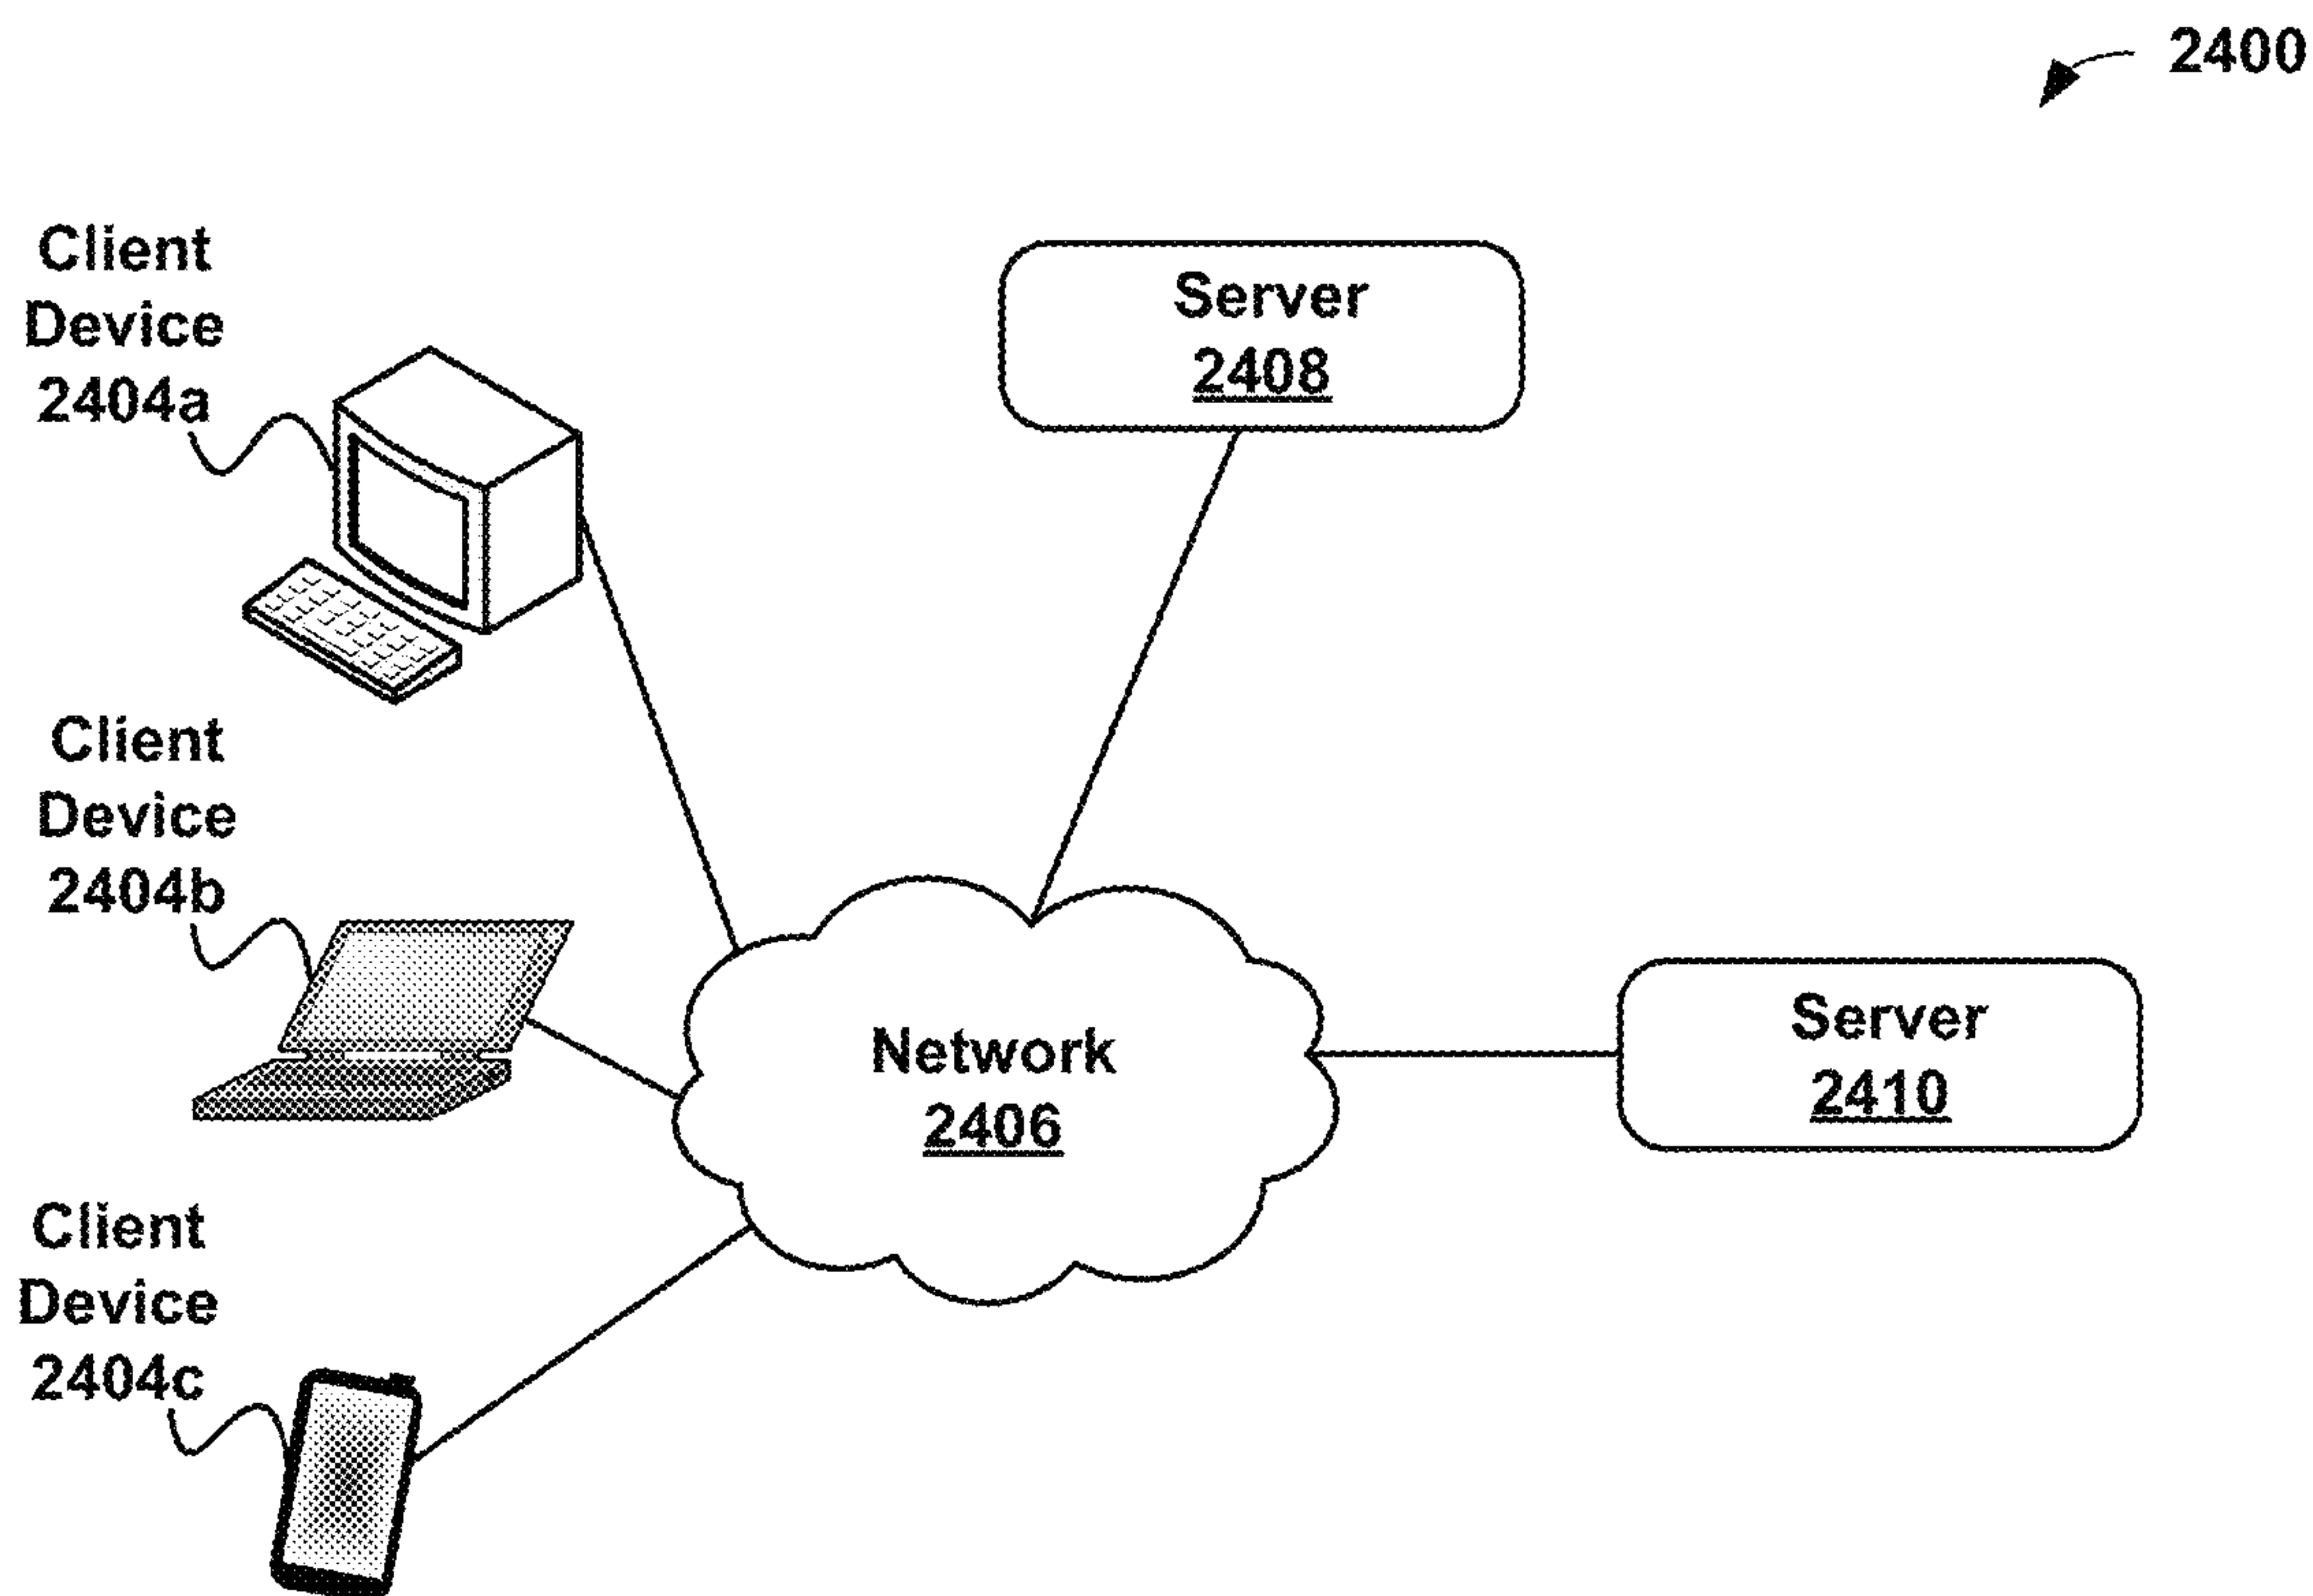 2400
Client
Device
2404a
Server
2408
Client
Device
2404b
Network
2406
Server
2410
Client
Device
2404c